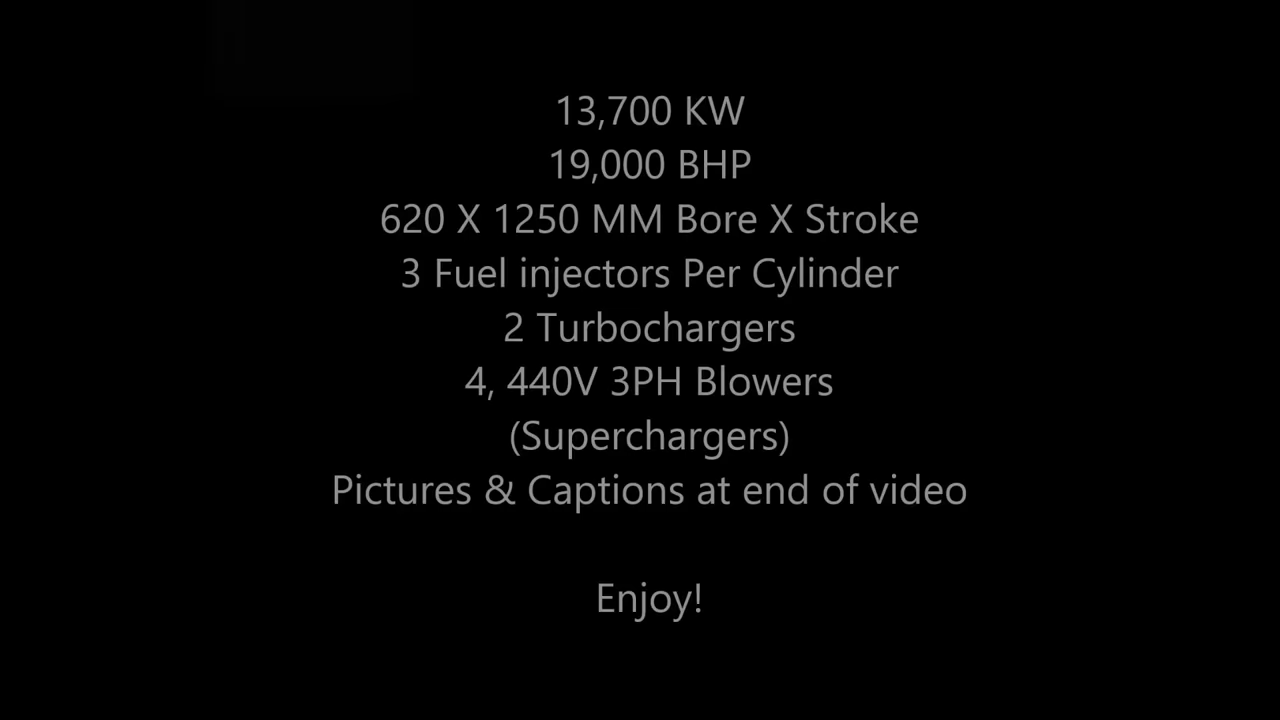 13,700 KW
19,000 BHP
620 X 1250 MM Bore X Stroke
3 Fuel injectors Per Cylinder
2 Turbochargers
4, 440V 3PH Blowers
(Superchargers)
Pictures & Captions at end of video
Enjoy!